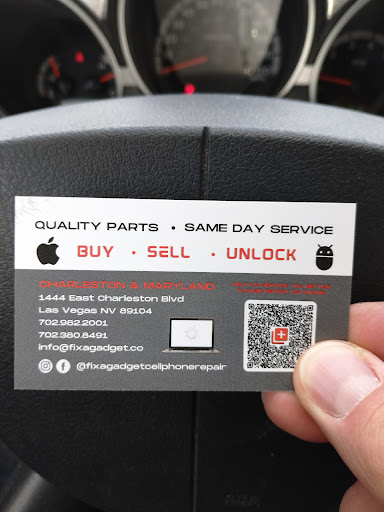 QUALITY PARTS • SAME DAY SERVICE
BUY • SELL • UNLOCK
CHARLESTON & MARYLAND
1444 East Charleston Blvd
Las Vegas NV 89104
702.982.2001
702.380.8491
info@fixagadget.co
@fixagadgetcellphonerepair